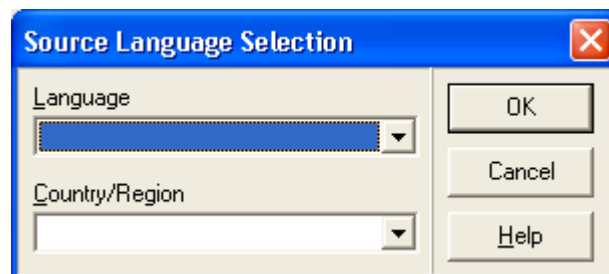 Source Language Selection
Language
OK
Cancel
Country/Region
Help